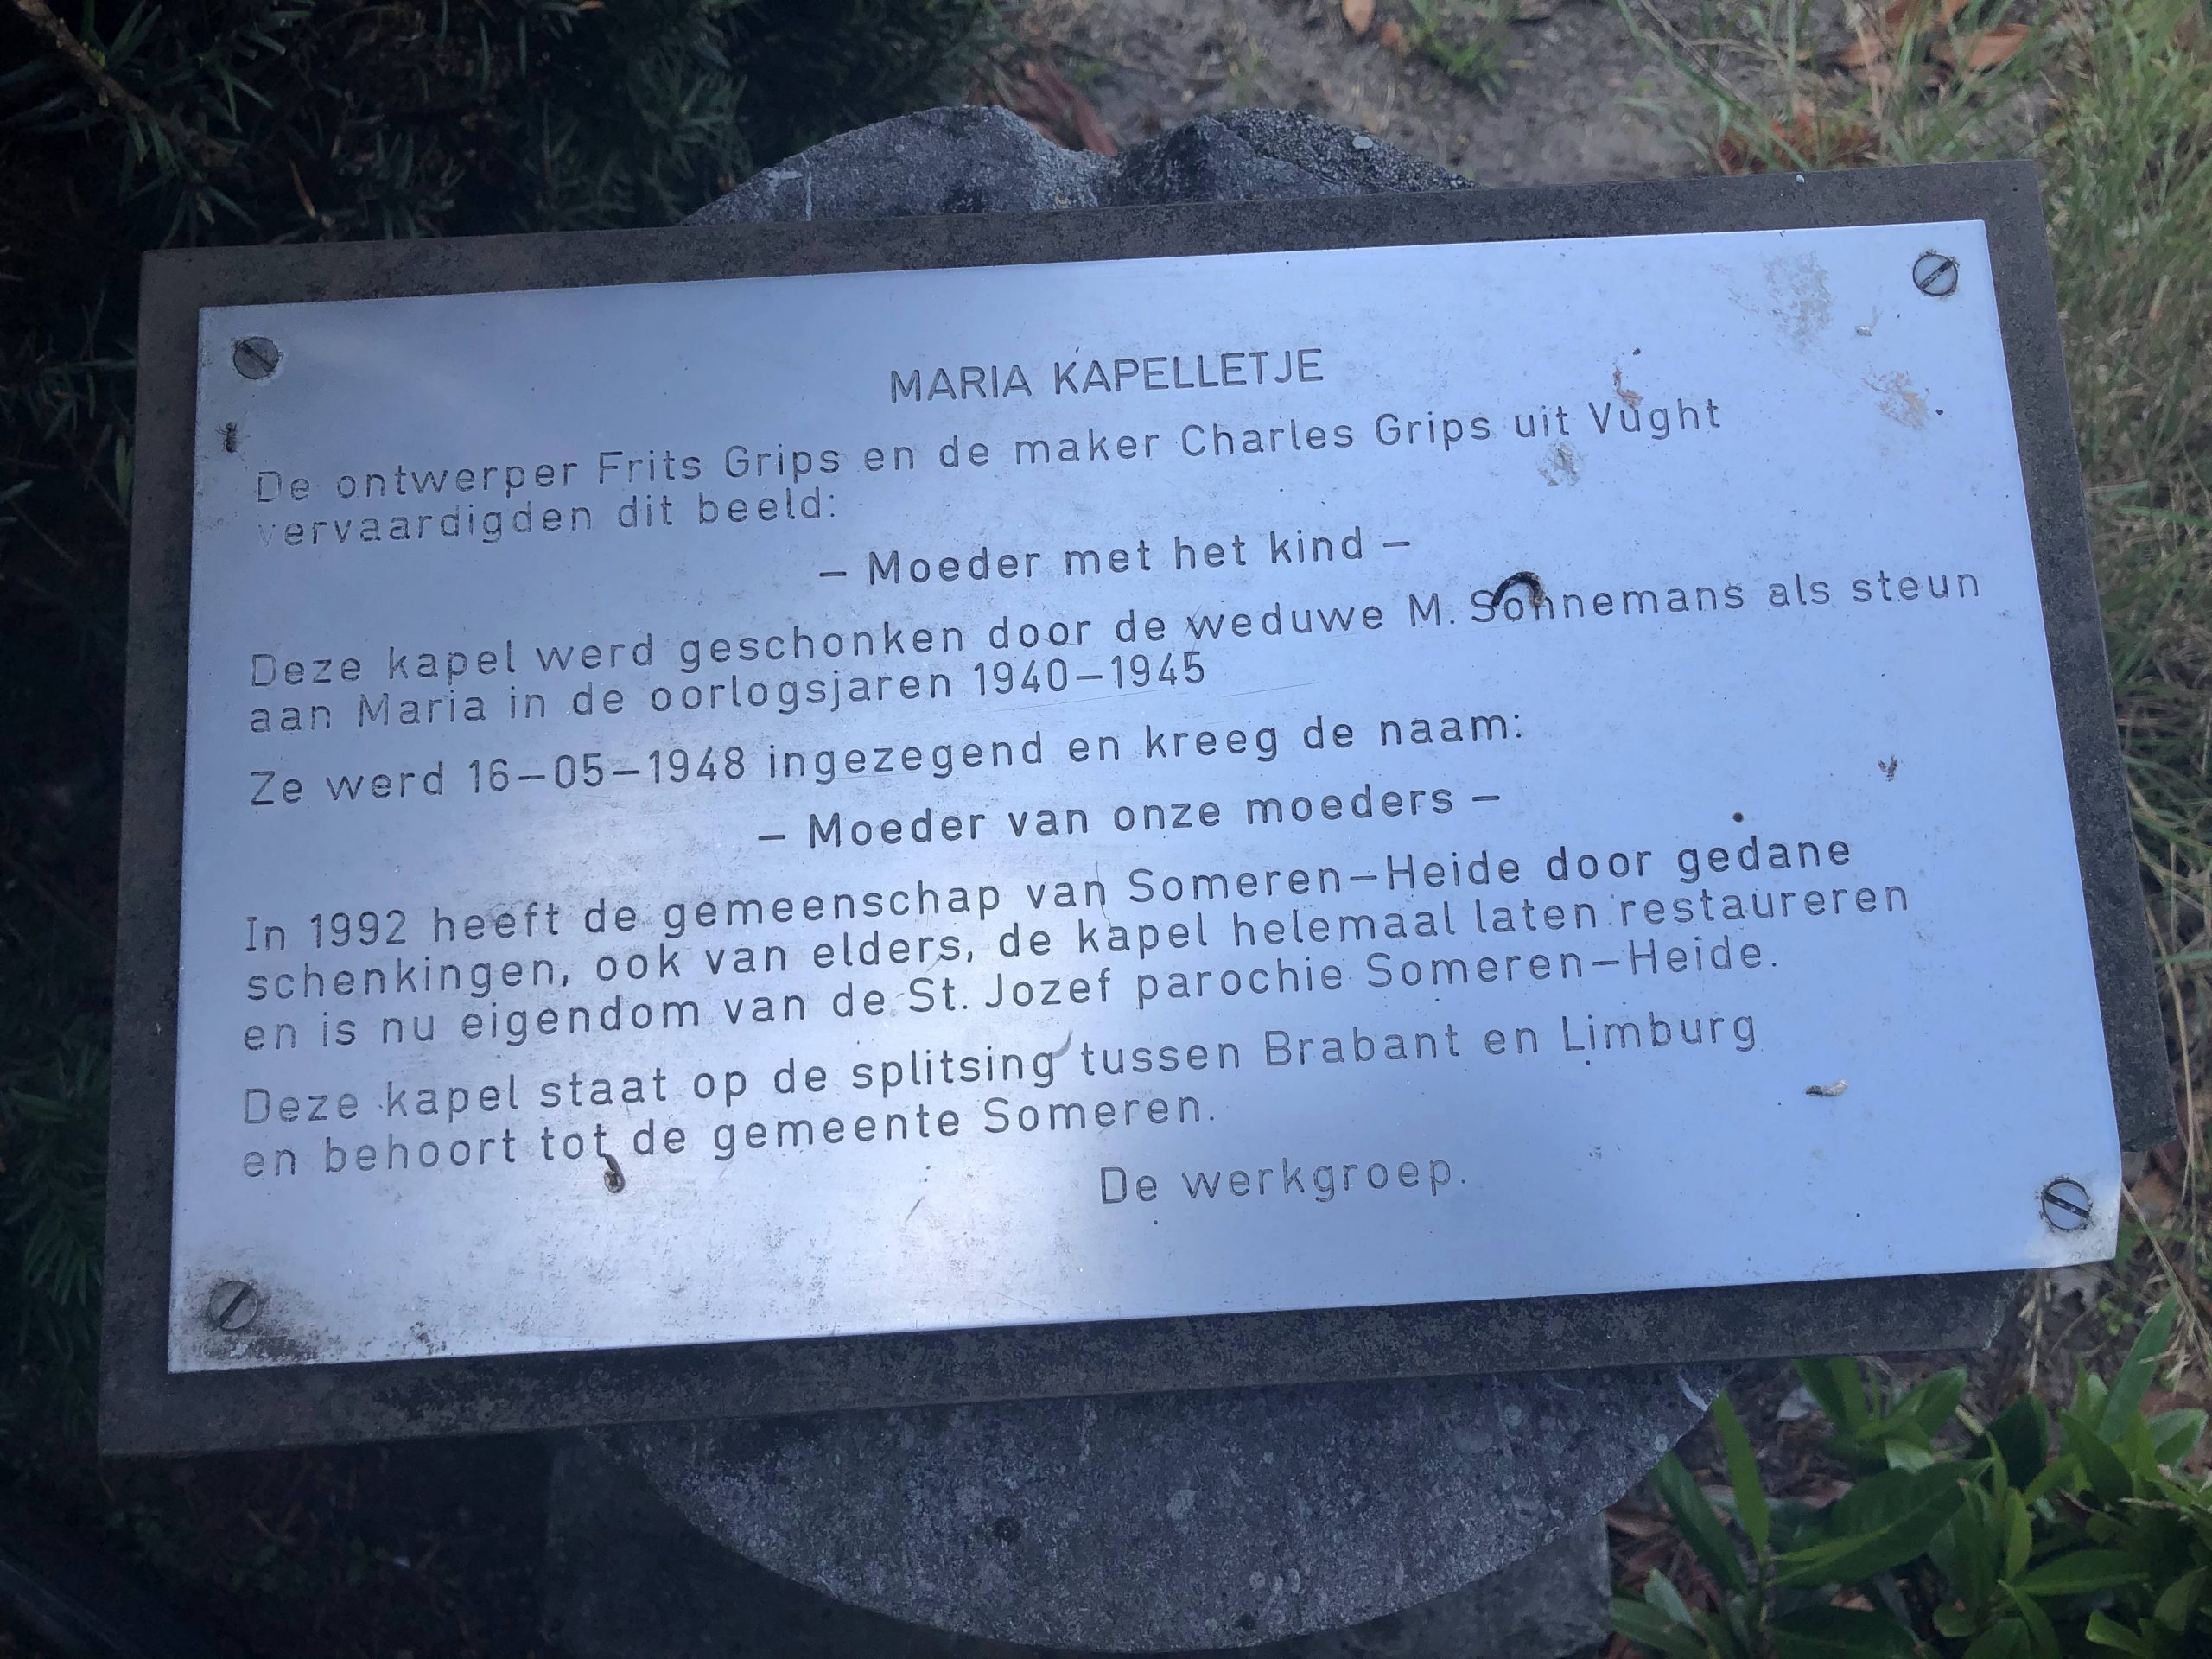 MARIA KAPELLETJE
De ontwerper Frits Grips en de maker Charles Grips uit Vught
vervaardigden dit beeld:
– Moeder met het kind –
Deze kapel werd geschonken door de weduwe M. Sonnemans als steun
aan Maria in de oorlogsjaren 1940–1945
Ze werd 16–05–1948 ingezegend en kreeg de naam:
– Moeder van onze moeders –
In 1992 heeft de gemeenschap van Someren–Heide door gedane
schenkingen, ook van elders, de kapel helemaal laten restaureren
en is nu eigendom van de St. Jozef parochie Someren–Heide.
Deze kapel staat op de splitsing tussen Brabant en Limburg
en behoort tot de gemeente Someren.
De werkgroep.